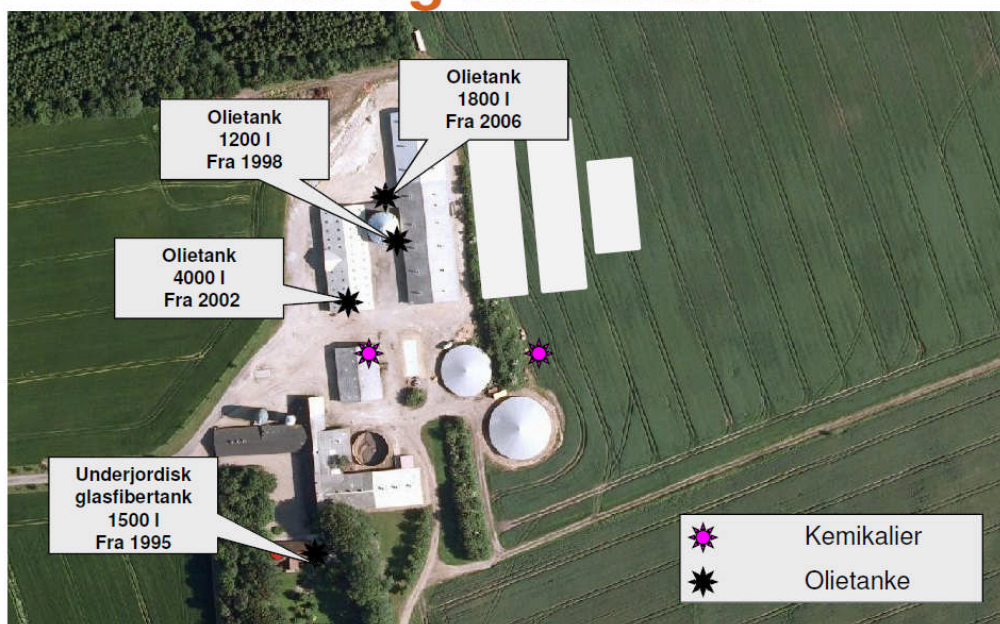 Olietank
1800 l
Fra 2006
Olietank
1200 l
Fra 1998
Olietank
4000 l
Fra 2002
Underjordisk
glasfibertank
1500 l
Fra 1995
Kemikalier
Olietanke